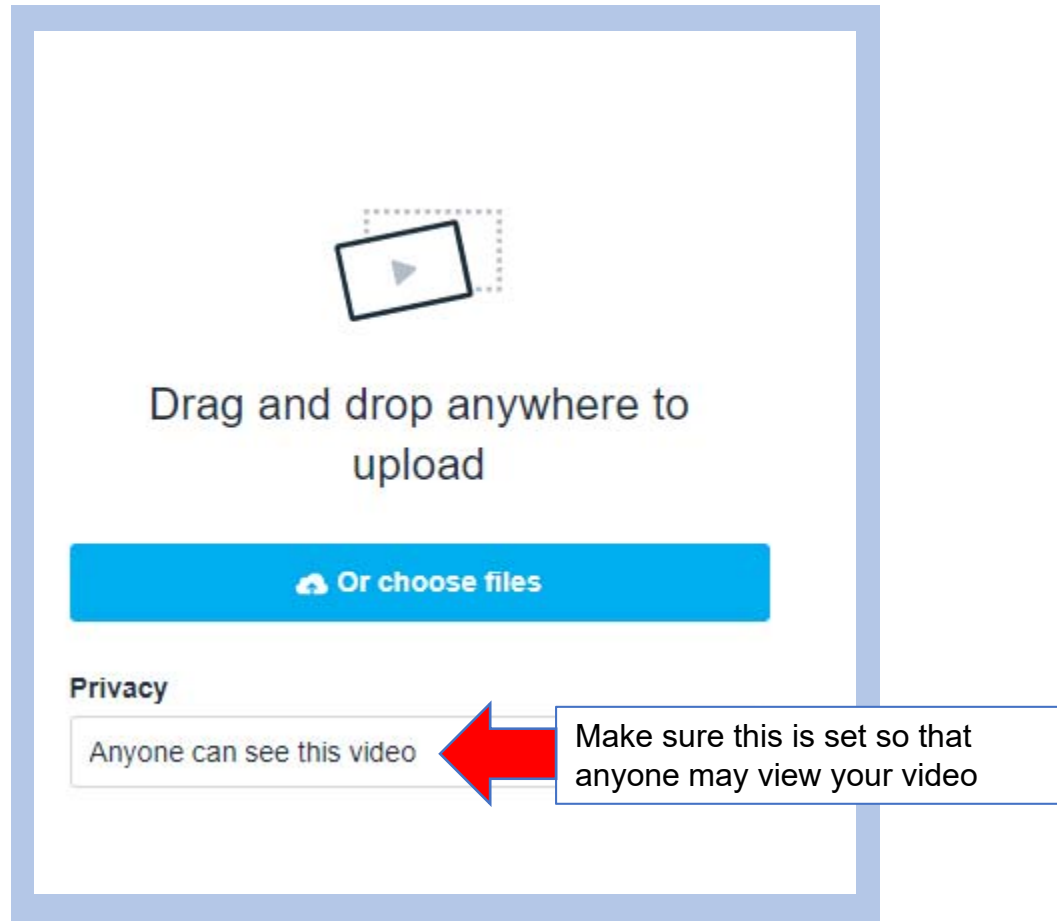 Drag and drop anywhere to
upload
Or choose files
Privacy
Anyone can see this video
Make sure this is set so that
anyone may view your video